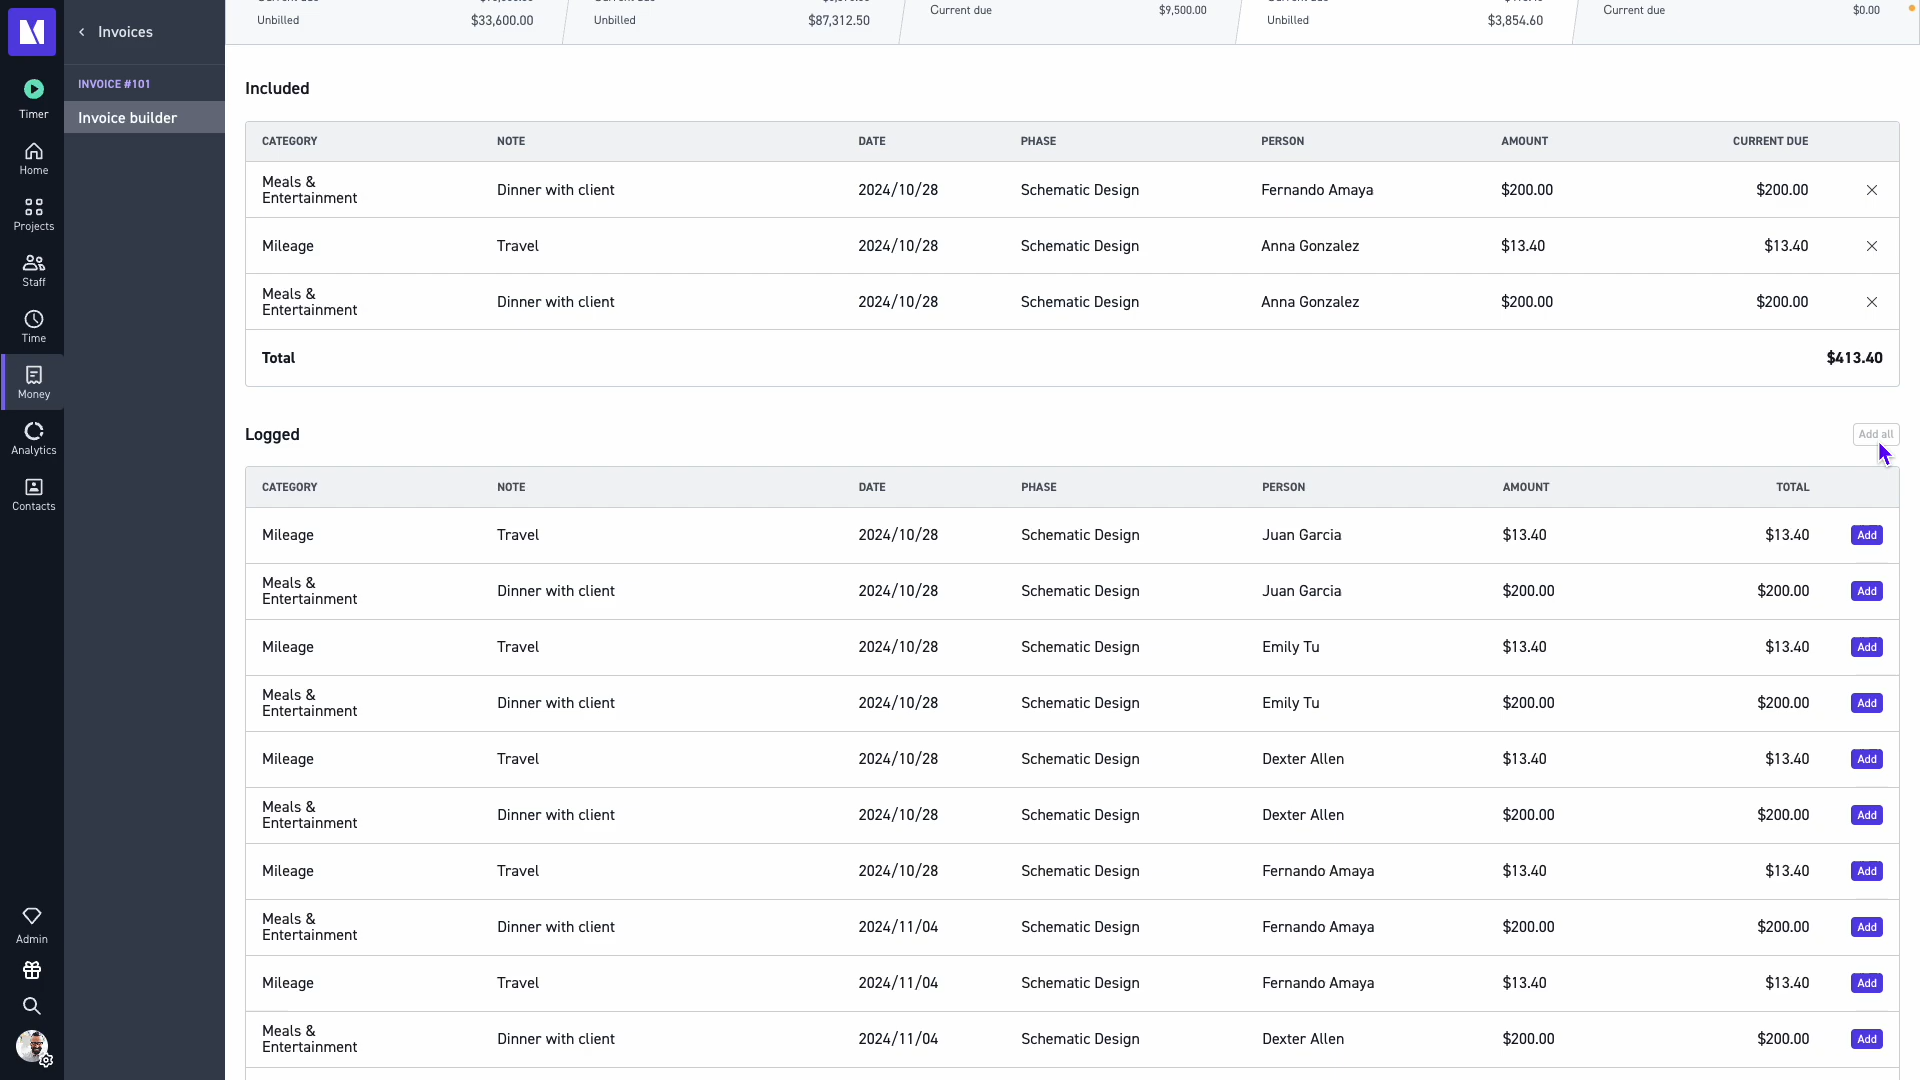 Unbilled $33,600.00
Unbilled $87,312.50
Current due $9,500.00
Unbilled $3,854.60
Current due $0.00
Invoices
INVOICE #101
Invoice builder
Timer
Home
Projects
Staff
Time
Money
Analytics
Contacts
Admin
Included
CATEGORY NOTE DATE PHASE PERSON AMOUNT CURRENT DUE
Meals &
Entertainment Dinner with client 2024/10/28 Schematic Design Fernando Amaya $200.00 $200.00
Mileage Travel 2024/10/28 Schematic Design Anna Gonzalez $13.40 $13.40
Meals &
Entertainment Dinner with client 2024/10/28 Schematic Design Anna Gonzalez $200.00 $200.00
Total $413.40
Logged Add all
CATEGORY NOTE DATE PHASE PERSON AMOUNT TOTAL
Mileage Travel 2024/10/28 Schematic Design Juan Garcia $13.40 $13.40 Add
Meals &
Entertainment Dinner with client 2024/10/28 Schematic Design Juan Garcia $200.00 $200.00 Add
Mileage Travel 2024/10/28 Schematic Design Emily Tu $13.40 $13.40 Add
Meals &
Entertainment Dinner with client 2024/10/28 Schematic Design Emily Tu $200.00 $200.00 Add
Mileage Travel 2024/10/28 Schematic Design Dexter Allen $13.40 $13.40 Add
Meals &
Entertainment Dinner with client 2024/10/28 Schematic Design Dexter Allen $200.00 $200.00 Add
Mileage Travel 2024/10/28 Schematic Design Fernando Amaya $13.40 $13.40 Add
Meals &
Entertainment Dinner with client 2024/11/04 Schematic Design Fernando Amaya $200.00 $200.00 Add
Mileage Travel 2024/11/04 Schematic Design Fernando Amaya $13.40 $13.40 Add
Meals &
Entertainment Dinner with client 2024/11/04 Schematic Design Dexter Allen $200.00 $200.00 Add